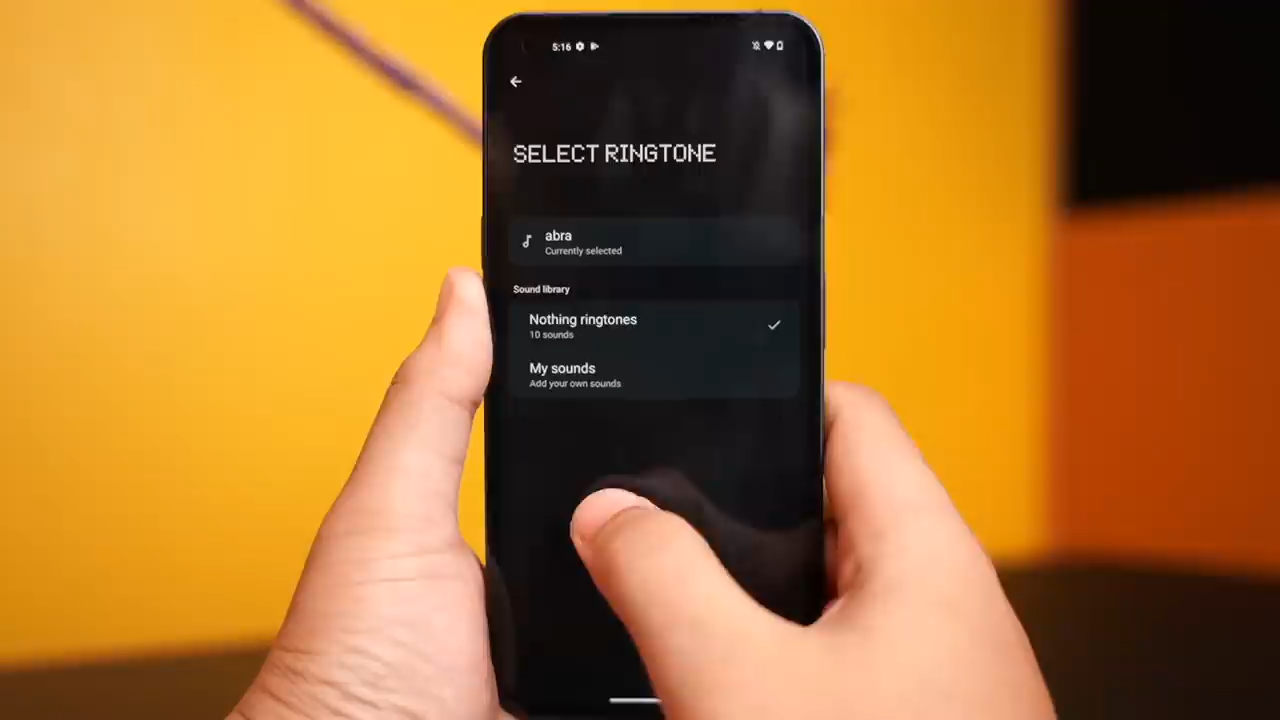 5:16
SELECT RINGTONE
abra
Currently selected
Sound library
Nothing ringtones
10 sounds
My sounds
Add your own sounds